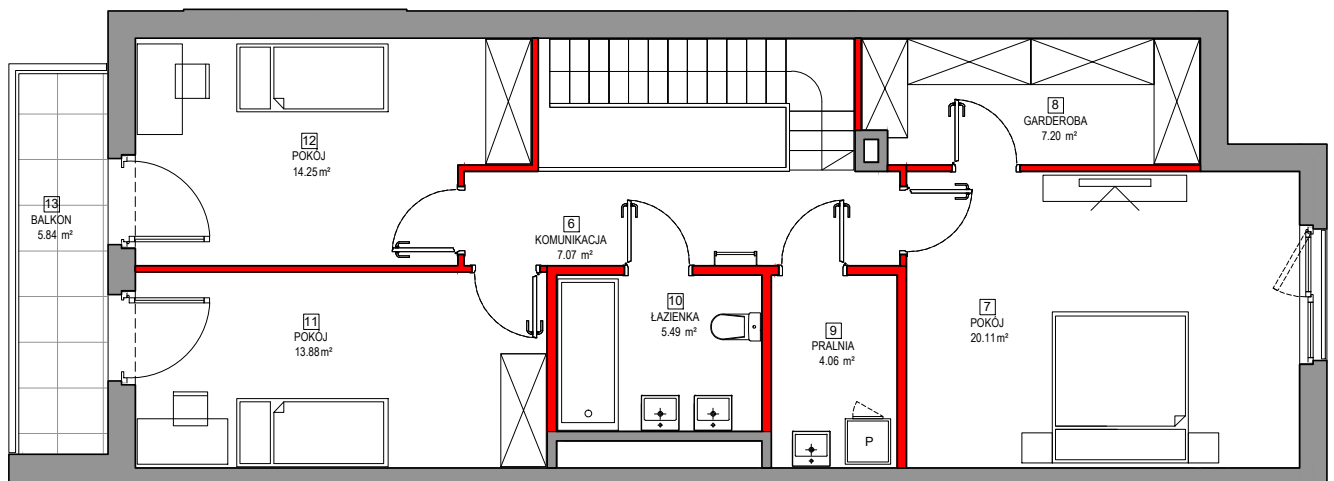 8
GARDEROBA
7.20 m²
12
POKÓJ
14.25 m²
13
BALKON
5.84 m²
6
KOMUNIKACJA
7.07 m²
10
ŁAZIENKA
5.49 m²
7
POKÓJ
20.11 m²
11
POKÓJ
13.88 m²
9
PRALNIA
4.06 m²
P